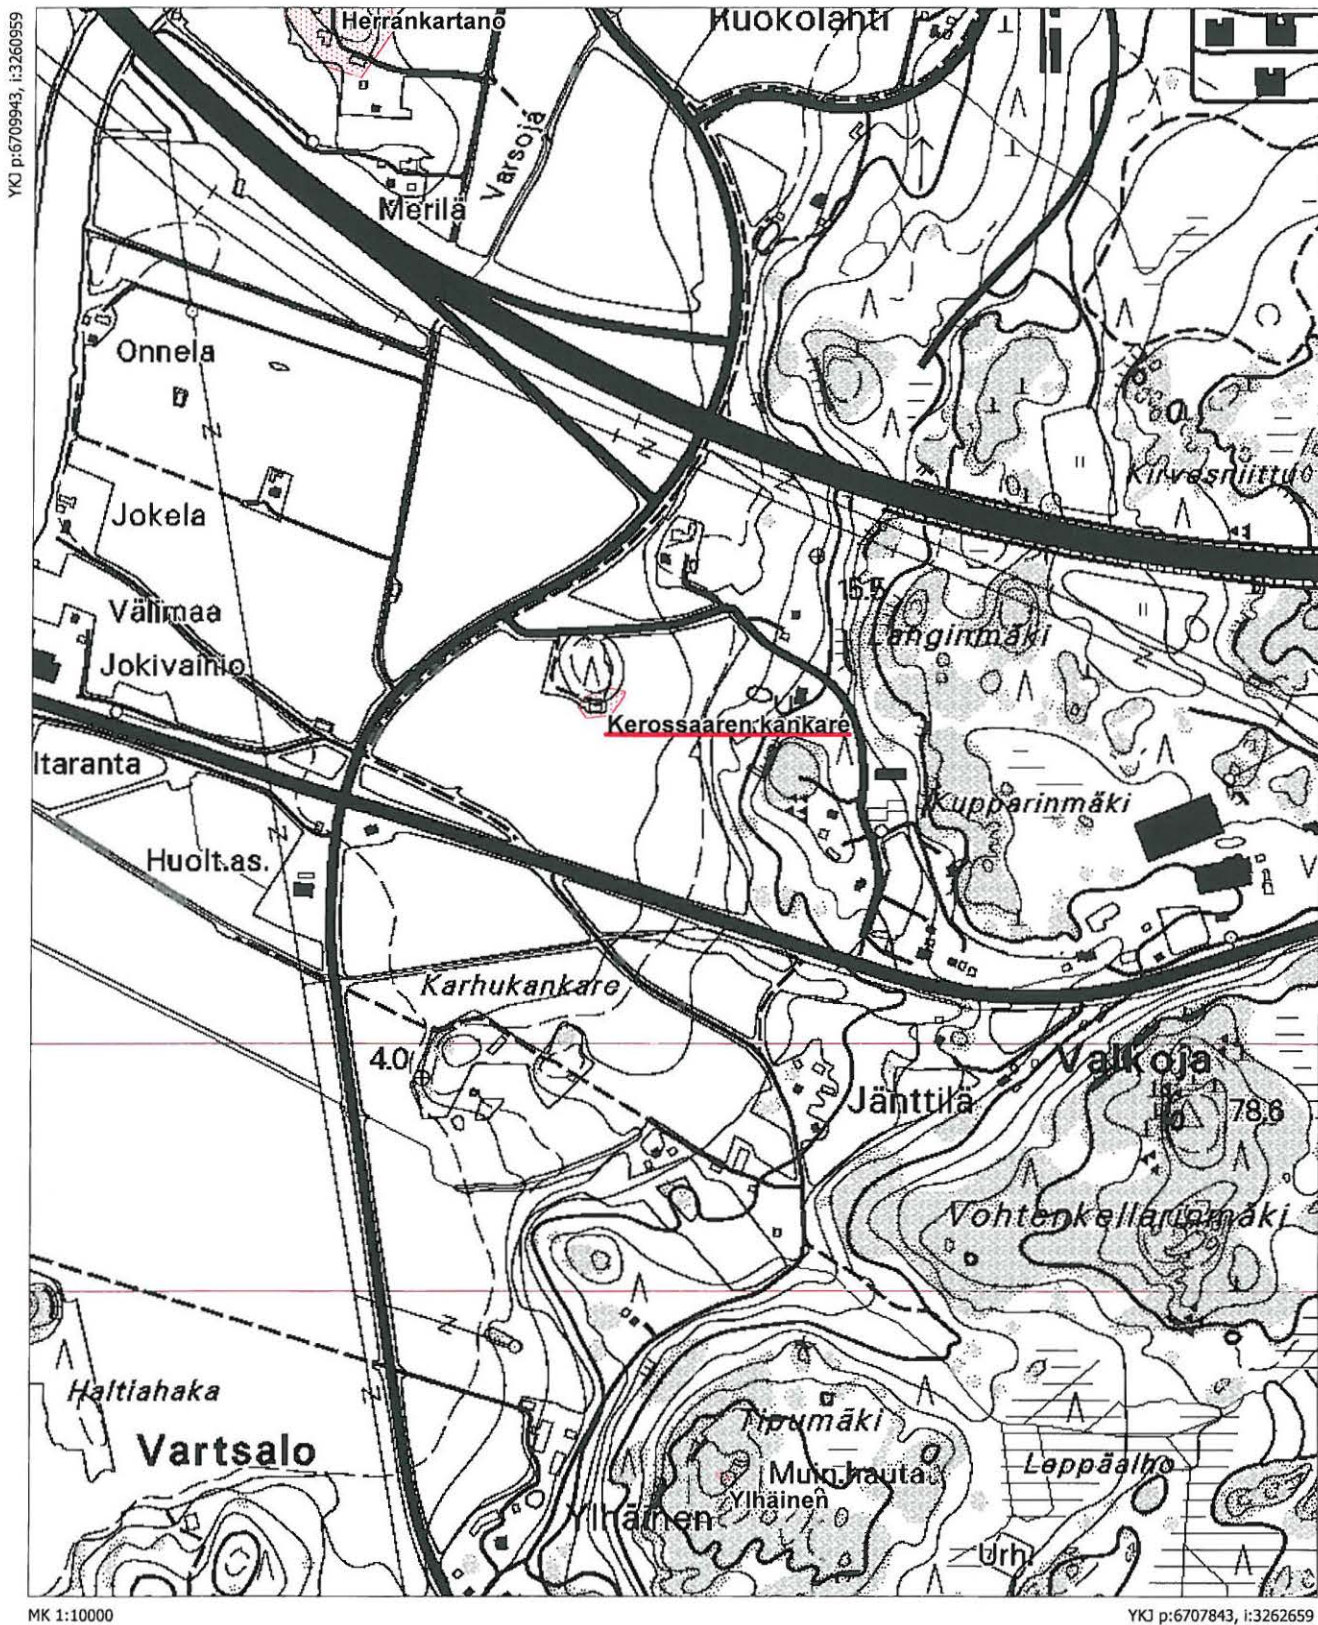 YKJ p:6709943, i:3260959
Herrankartano
Ruokolahti
Varsoja
Merilä
Onnela
Kirvesniittu
Jokela
15.5
Välimaa
Langinmäki
Jokivainio
Kerossaaren kankare
Itaranta
Kupparinmäki
Huolt.as.
Karhukankare
4.0
Valkoja
Jänttilä
78.6
Vohtenkellarinmäki
Haltiahaka
Tipumäki
Vartsalo
Muin.hauta
Leppäalho
Ylhäinen
Ylhäinen
Urh.
MK 1:10000
YKJ p:6707843, i:3262659